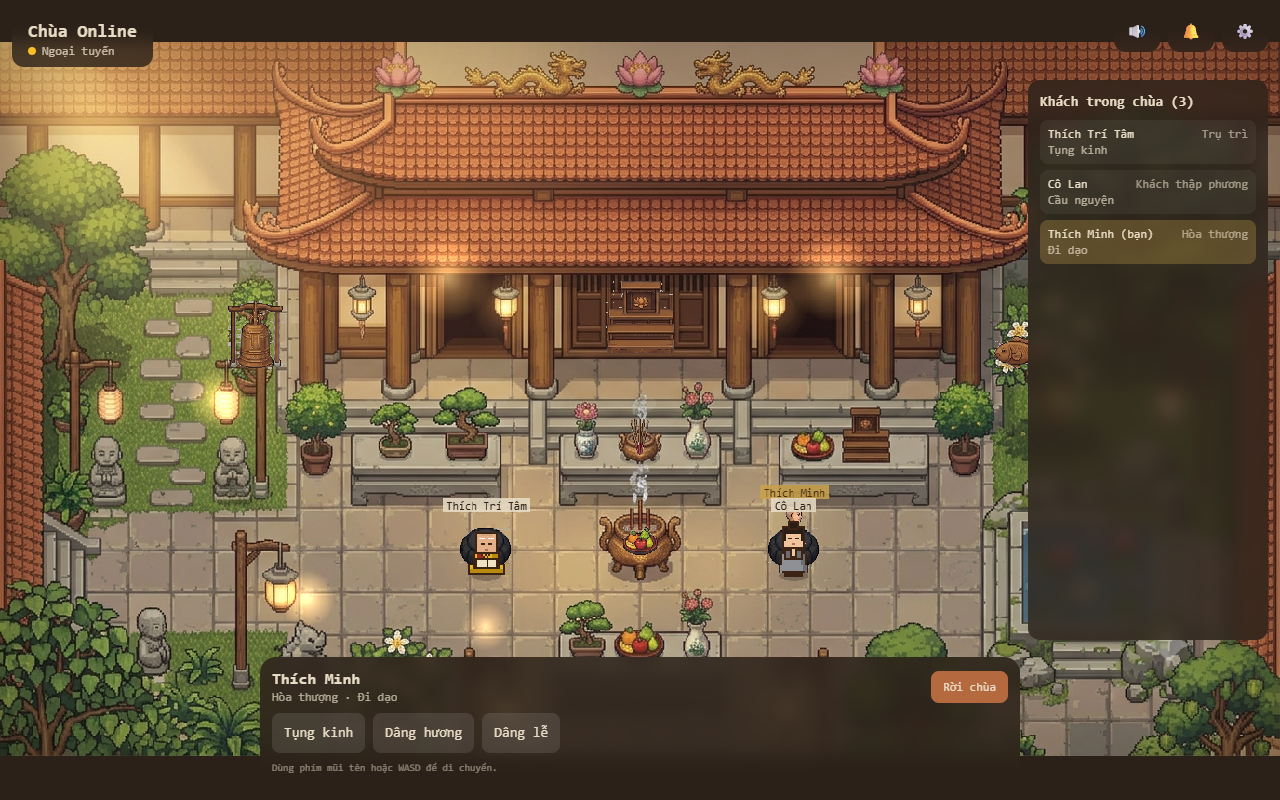 Chùa Online
Ngoại tuyến
Khách trong chùa (3)
Thích Trí Tâm Trụ trì
Tụng kinh
Cô Lan Khách thập phương
Cầu nguyện
Thích Minh (bạn) Hòa thượng
Đi dạo
Thích Trí Tâm
Thích Minh
Cô Lan
Thích Minh
Hòa thượng · Đi dạo
Rời chùa
Tụng kinh Dâng hương Dâng lễ
Dùng phím mũi tên hoặc WASD để di chuyển.